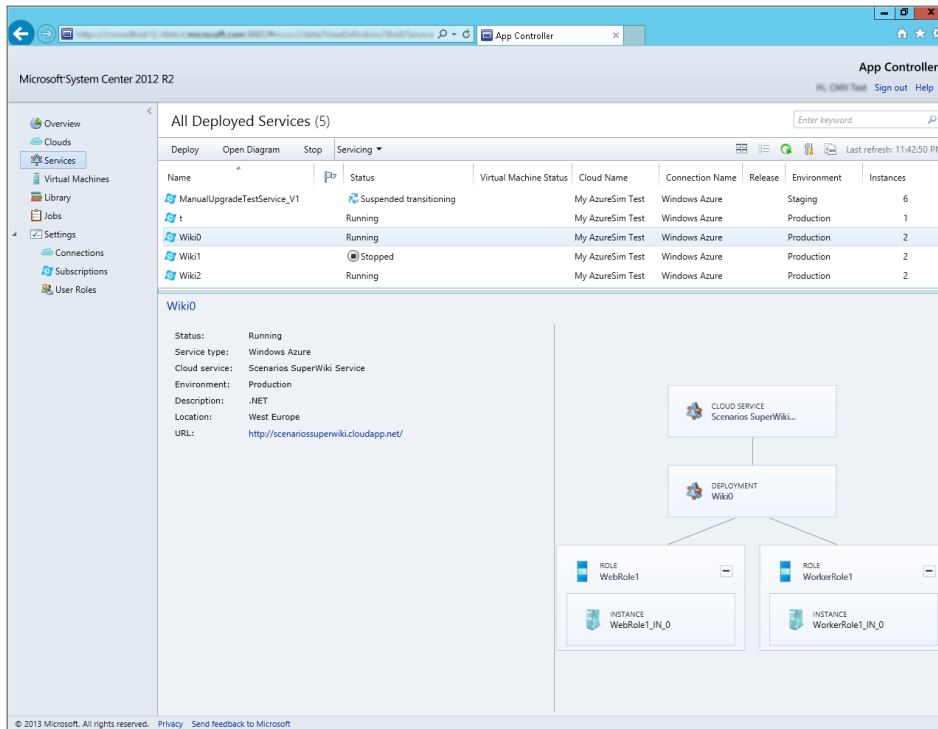 App Controller
Microsoft System Center 2012 R2
App Controller
Sign out Help
Overview
Clouds
Services
Virtual Machines
Library
Jobs
Settings
Connections
Subscriptions
User Roles
All Deployed Services (5)
Enter keyword
Deploy Open Diagram Stop Servicing
Last refresh: 11:42:50 PM
Name Status Virtual Machine Status Cloud Name Connection Name Release Environment Instances
ManualUpgradeTestService_V1 Suspended transitioning My AzureSim Test Windows Azure Staging 6
t Running My AzureSim Test Windows Azure Production 1
Wiki0 Running My AzureSim Test Windows Azure Production 2
Wiki1 Stopped My AzureSim Test Windows Azure Production 2
Wiki2 Running My AzureSim Test Windows Azure Production 2
Wiki0
Status: Running
Service type: Windows Azure
Cloud service: Scenarios SuperWiki Service
Environment: Production
Description: .NET
Location: West Europe
URL: http://scenariossuperwiki.cloudapp.net/
CLOUD SERVICE
Scenarios SuperWiki...
DEPLOYMENT
Wiki0
ROLE
WebRole1
INSTANCE
WebRole1_IN_0
ROLE
WorkerRole1
INSTANCE
WorkerRole1_IN_0
© 2013 Microsoft. All rights reserved. Privacy Send feedback to Microsoft